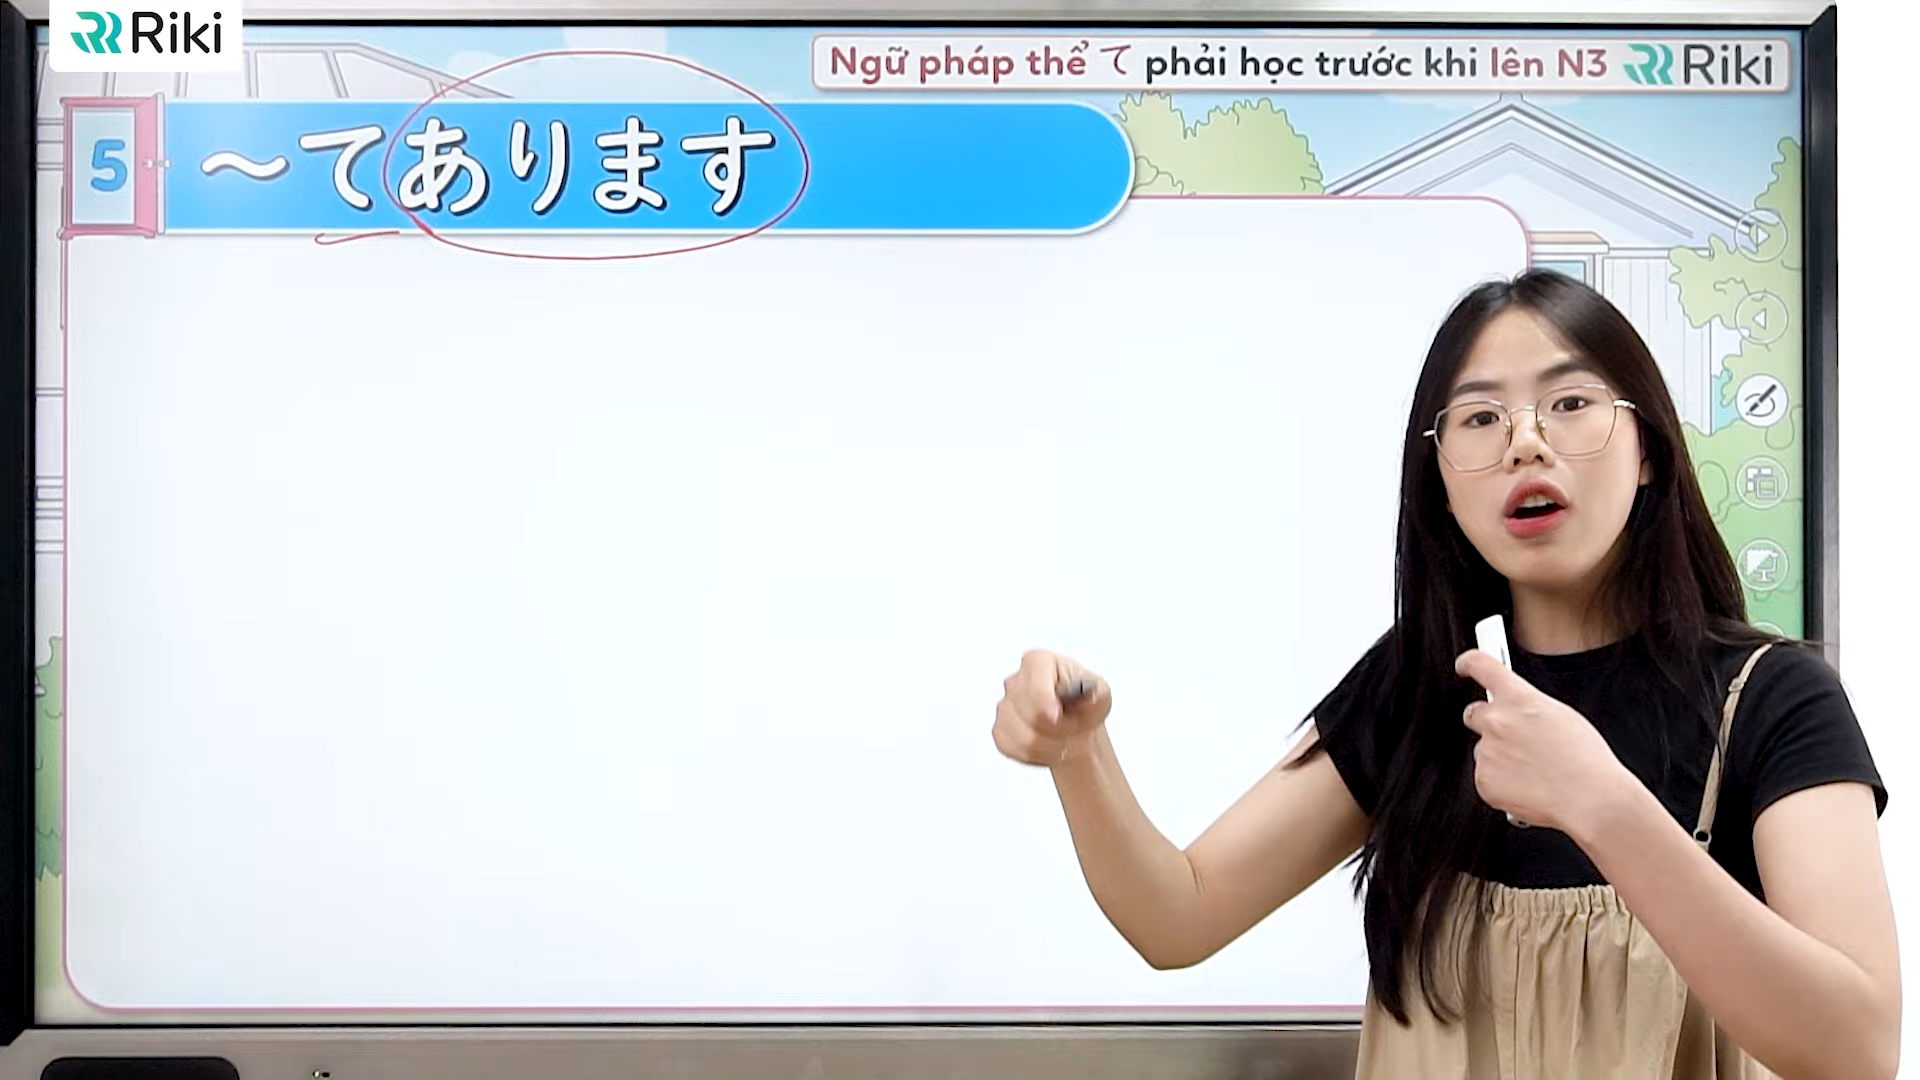 Riki
Ngữ pháp thể て phải học trước khi lên N3 Riki
5 ~てあります